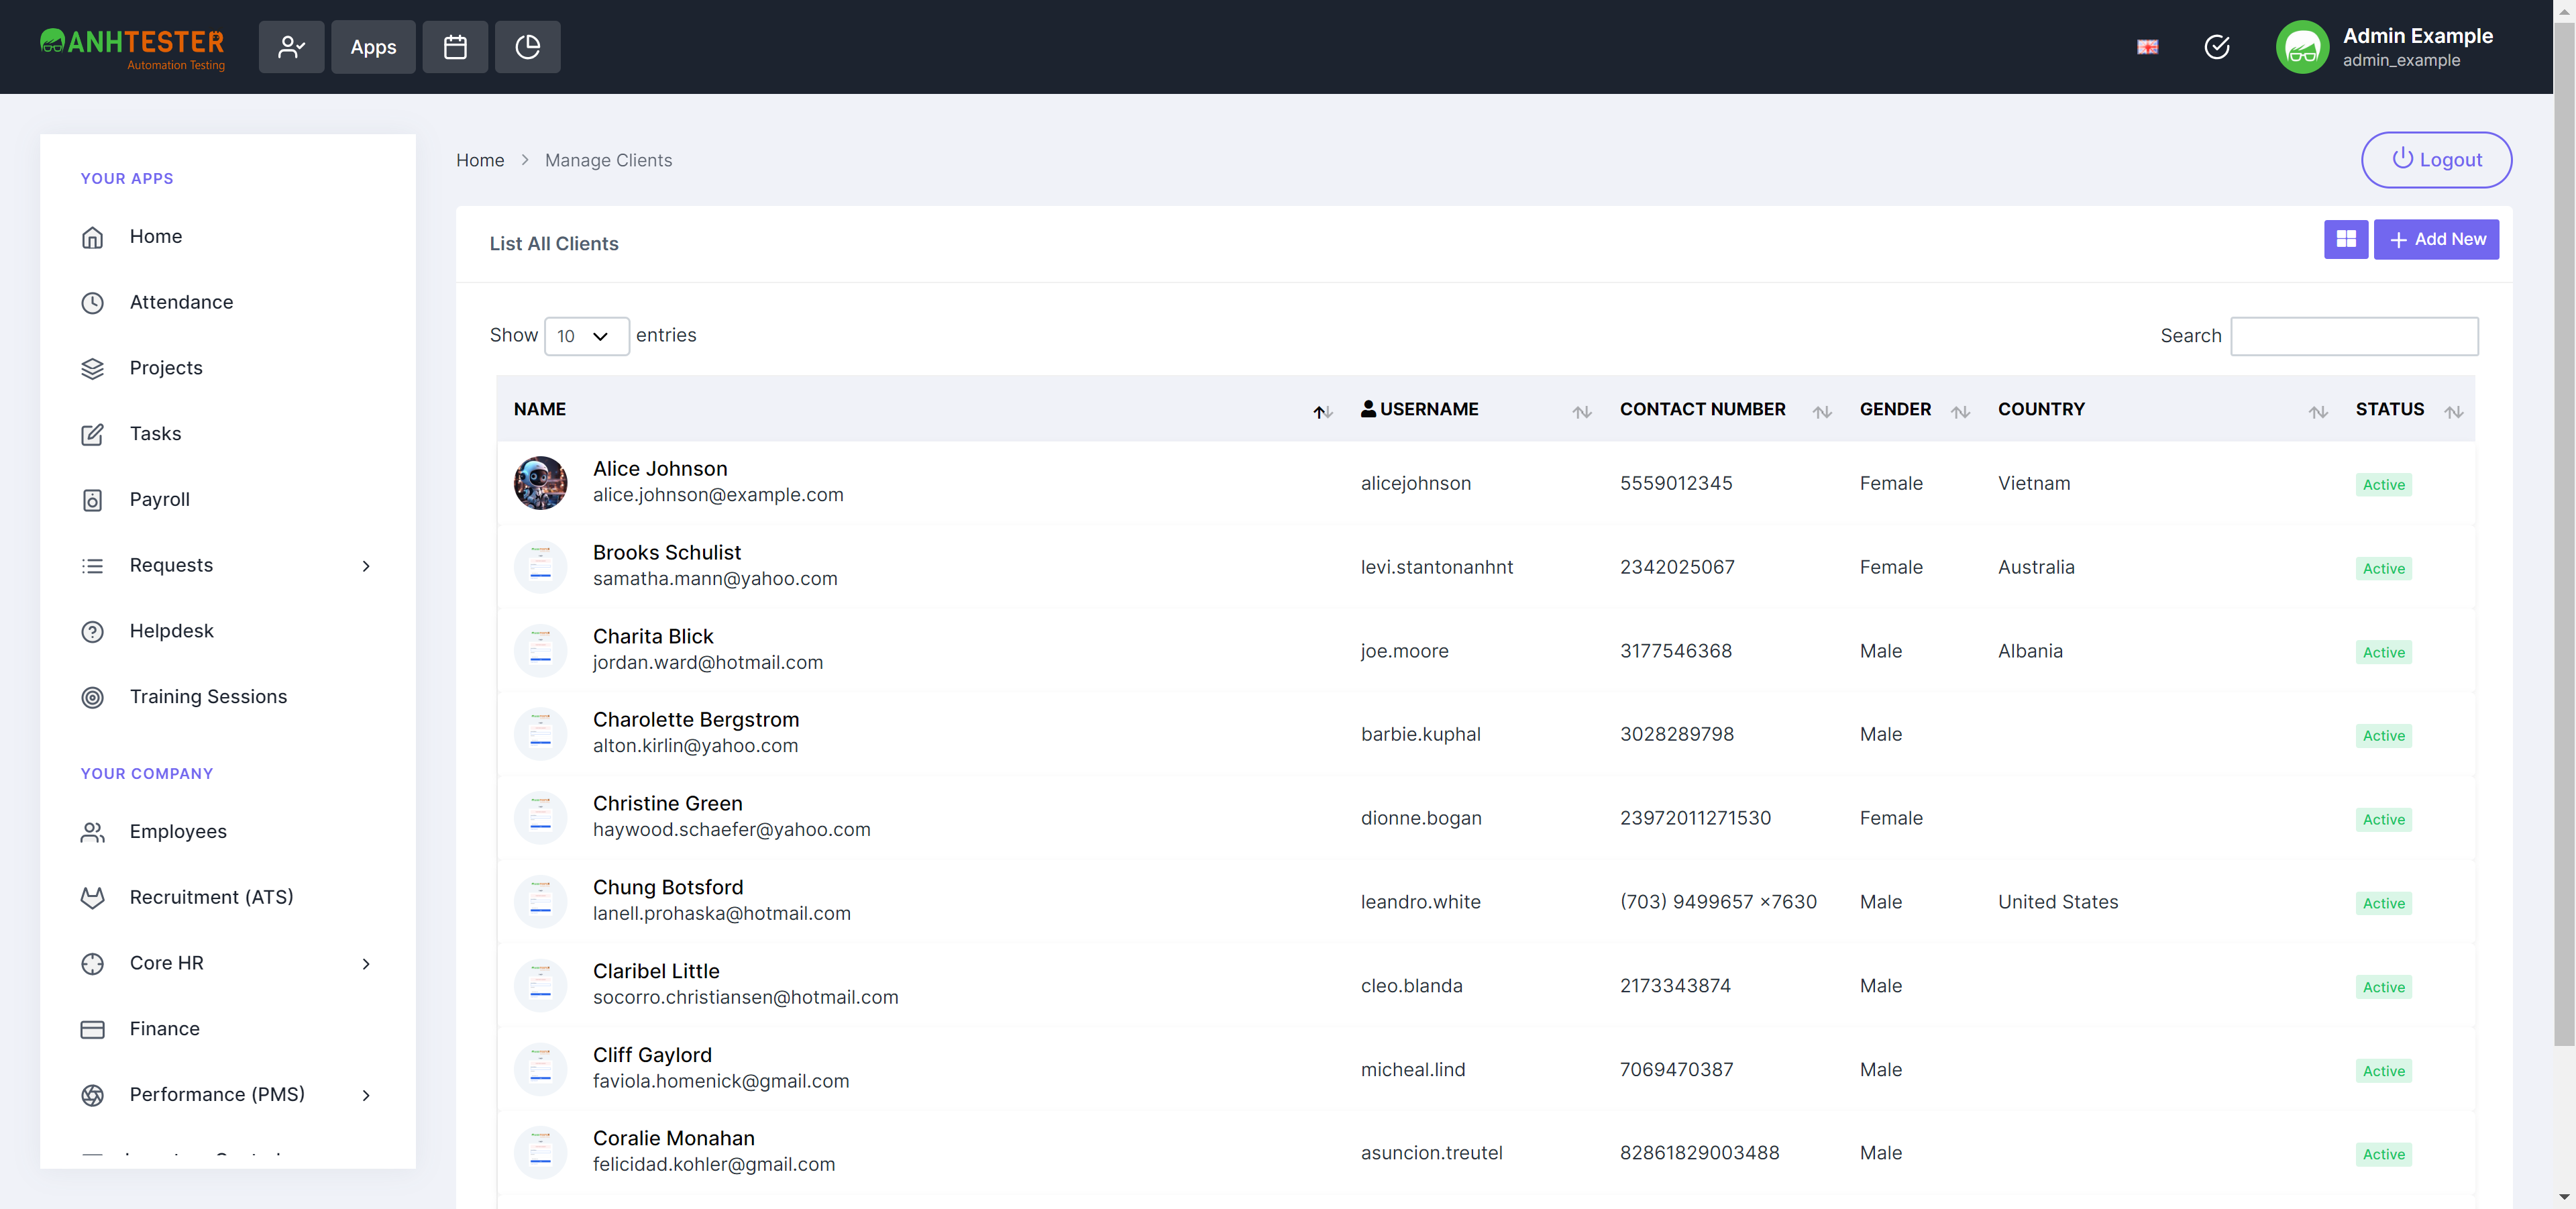 ANHTESTER
Automation Testing
Apps
Admin Example
admin_example
YOUR APPS
Home
Attendance
Projects
Tasks
Payroll
Requests
Helpdesk
Training Sessions
YOUR COMPANY
Employees
Recruitment (ATS)
Core HR
Finance
Performance (PMS)
Home > Manage Clients
Logout
List All Clients
Add New
Show 10 entries
Search
NAME USERNAME CONTACT NUMBER GENDER COUNTRY STATUS
Alice Johnson
alice.johnson@example.com
alicejohnson 5559012345 Female Vietnam Active
Brooks Schulist
samatha.mann@yahoo.com
levi.stantonanhnt 2342025067 Female Australia Active
Charita Blick
jordan.ward@hotmail.com
joe.moore 3177546368 Male Albania Active
Charolette Bergstrom
alton.kirlin@yahoo.com
barbie.kuphal 3028289798 Male Active
Christine Green
haywood.schaefer@yahoo.com
dionne.bogan 23972011271530 Female Active
Chung Botsford
lanell.prohaska@hotmail.com
leandro.white (703) 9499657 ×7630 Male United States Active
Claribel Little
socorro.christiansen@hotmail.com
cleo.blanda 2173343874 Male Active
Cliff Gaylord
faviola.homenick@gmail.com
micheal.lind 7069470387 Male Active
Coralie Monahan
felicidad.kohler@gmail.com
asuncion.treutel 82861829003488 Male Active